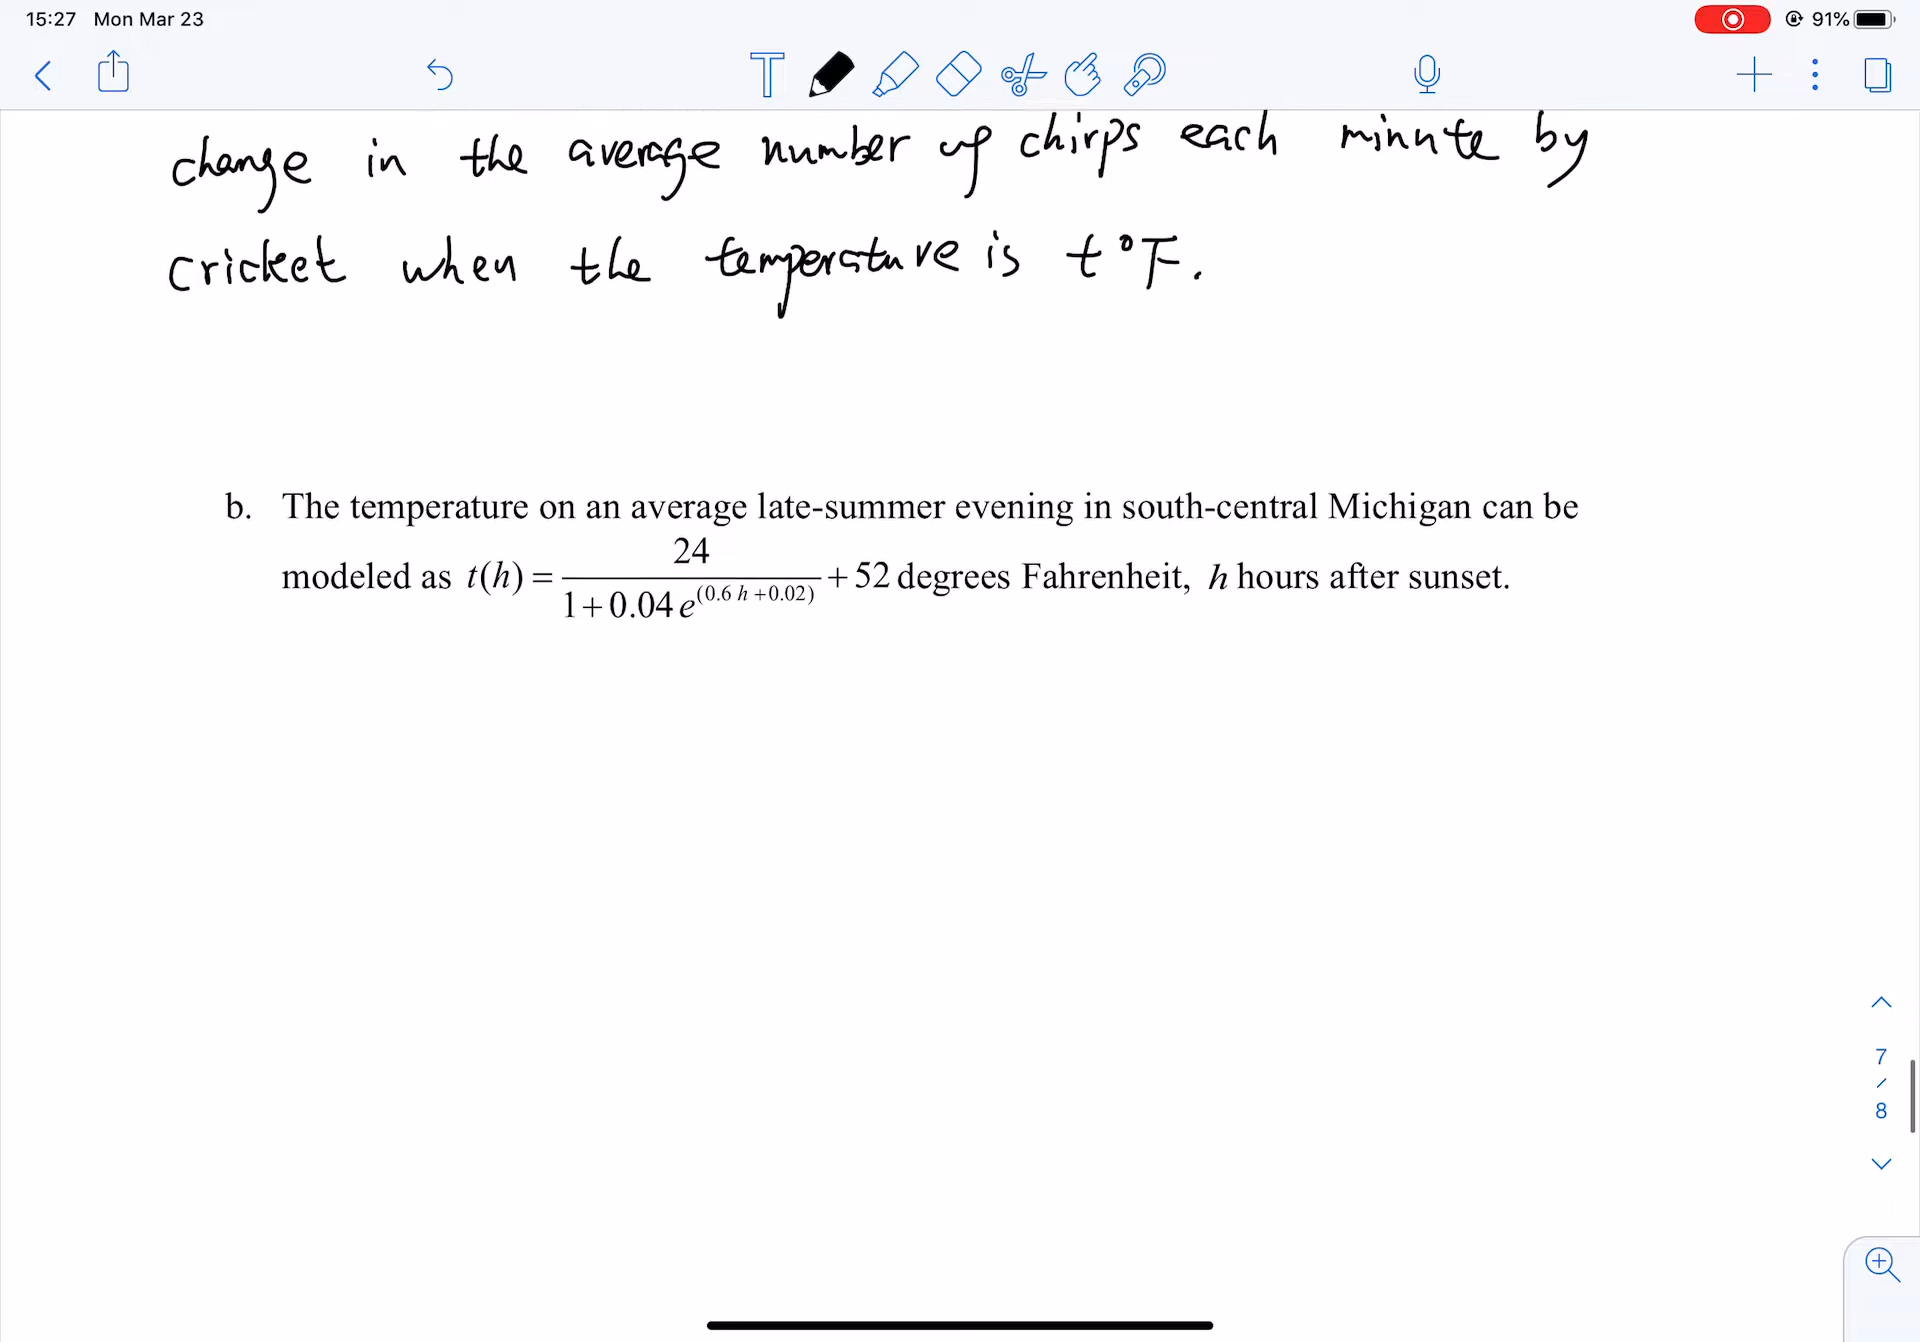 15:27 Mon Mar 23 91%
T
change in the average number of chirps each minute by
cricket when the temperature is t°F.
b. The temperature on an average late-summer evening in south-central Michigan can be
modeled as t(h) = 24 / (1+0.04 e^(0.6 h +0.02)) + 52 degrees Fahrenheit, h hours after sunset.
7
/
8